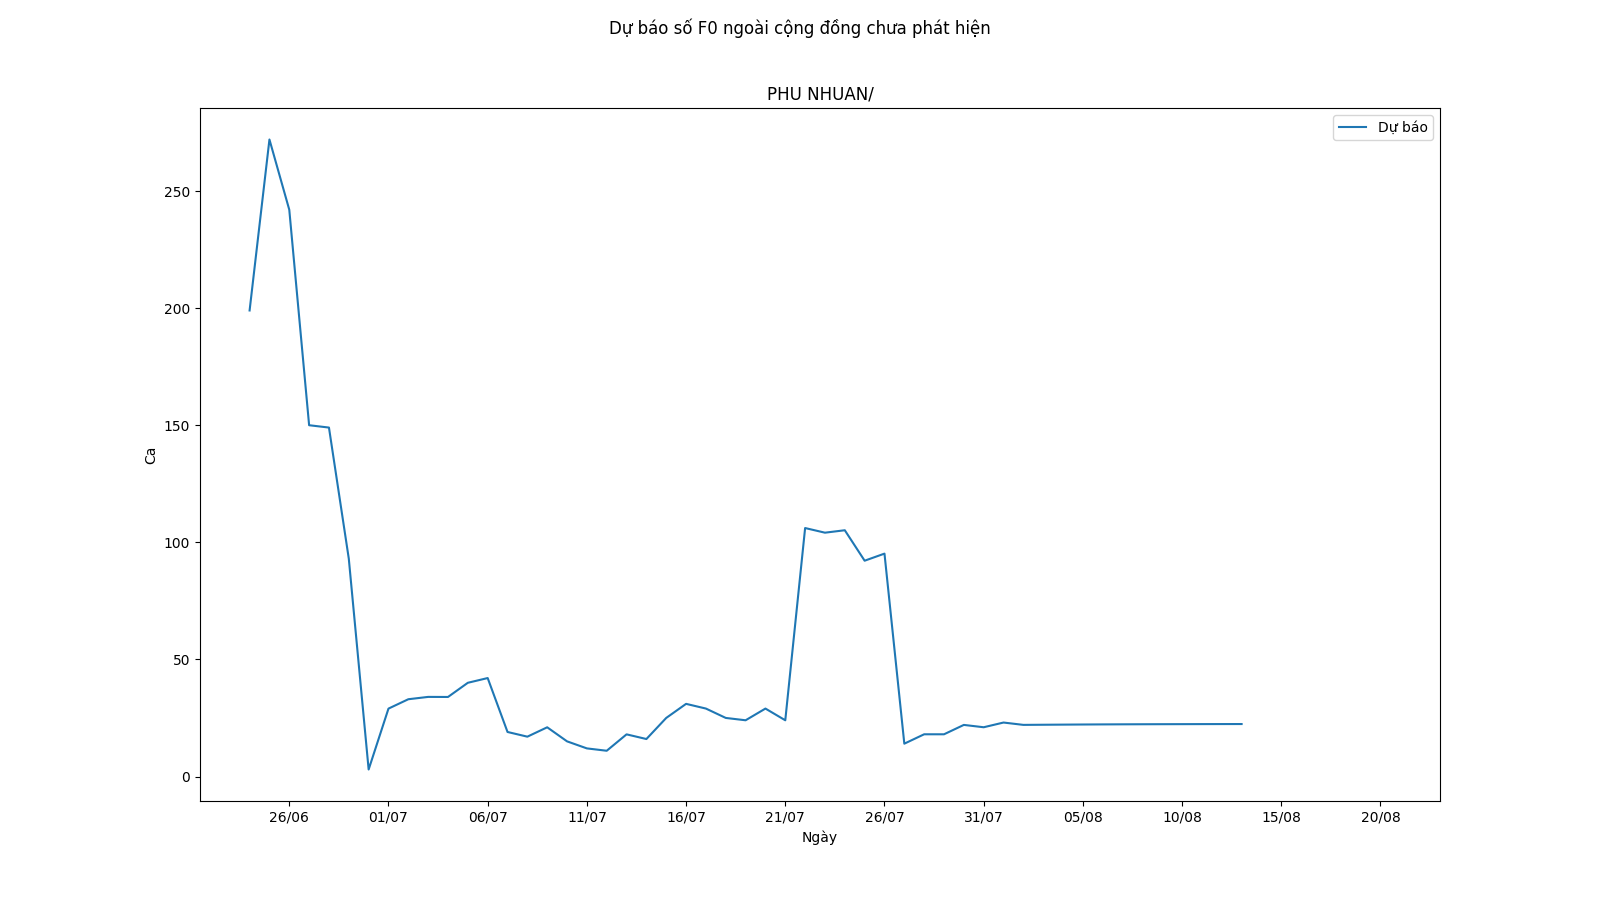 Dự báo số F0 ngoài cộng đồng chưa phát hiện
PHU NHUAN/
Dự báo
250
200
150
100
50
0
Ca
26/06 01/07 06/07 11/07 16/07 21/07 26/07 31/07 05/08 10/08 15/08 20/08
Ngày